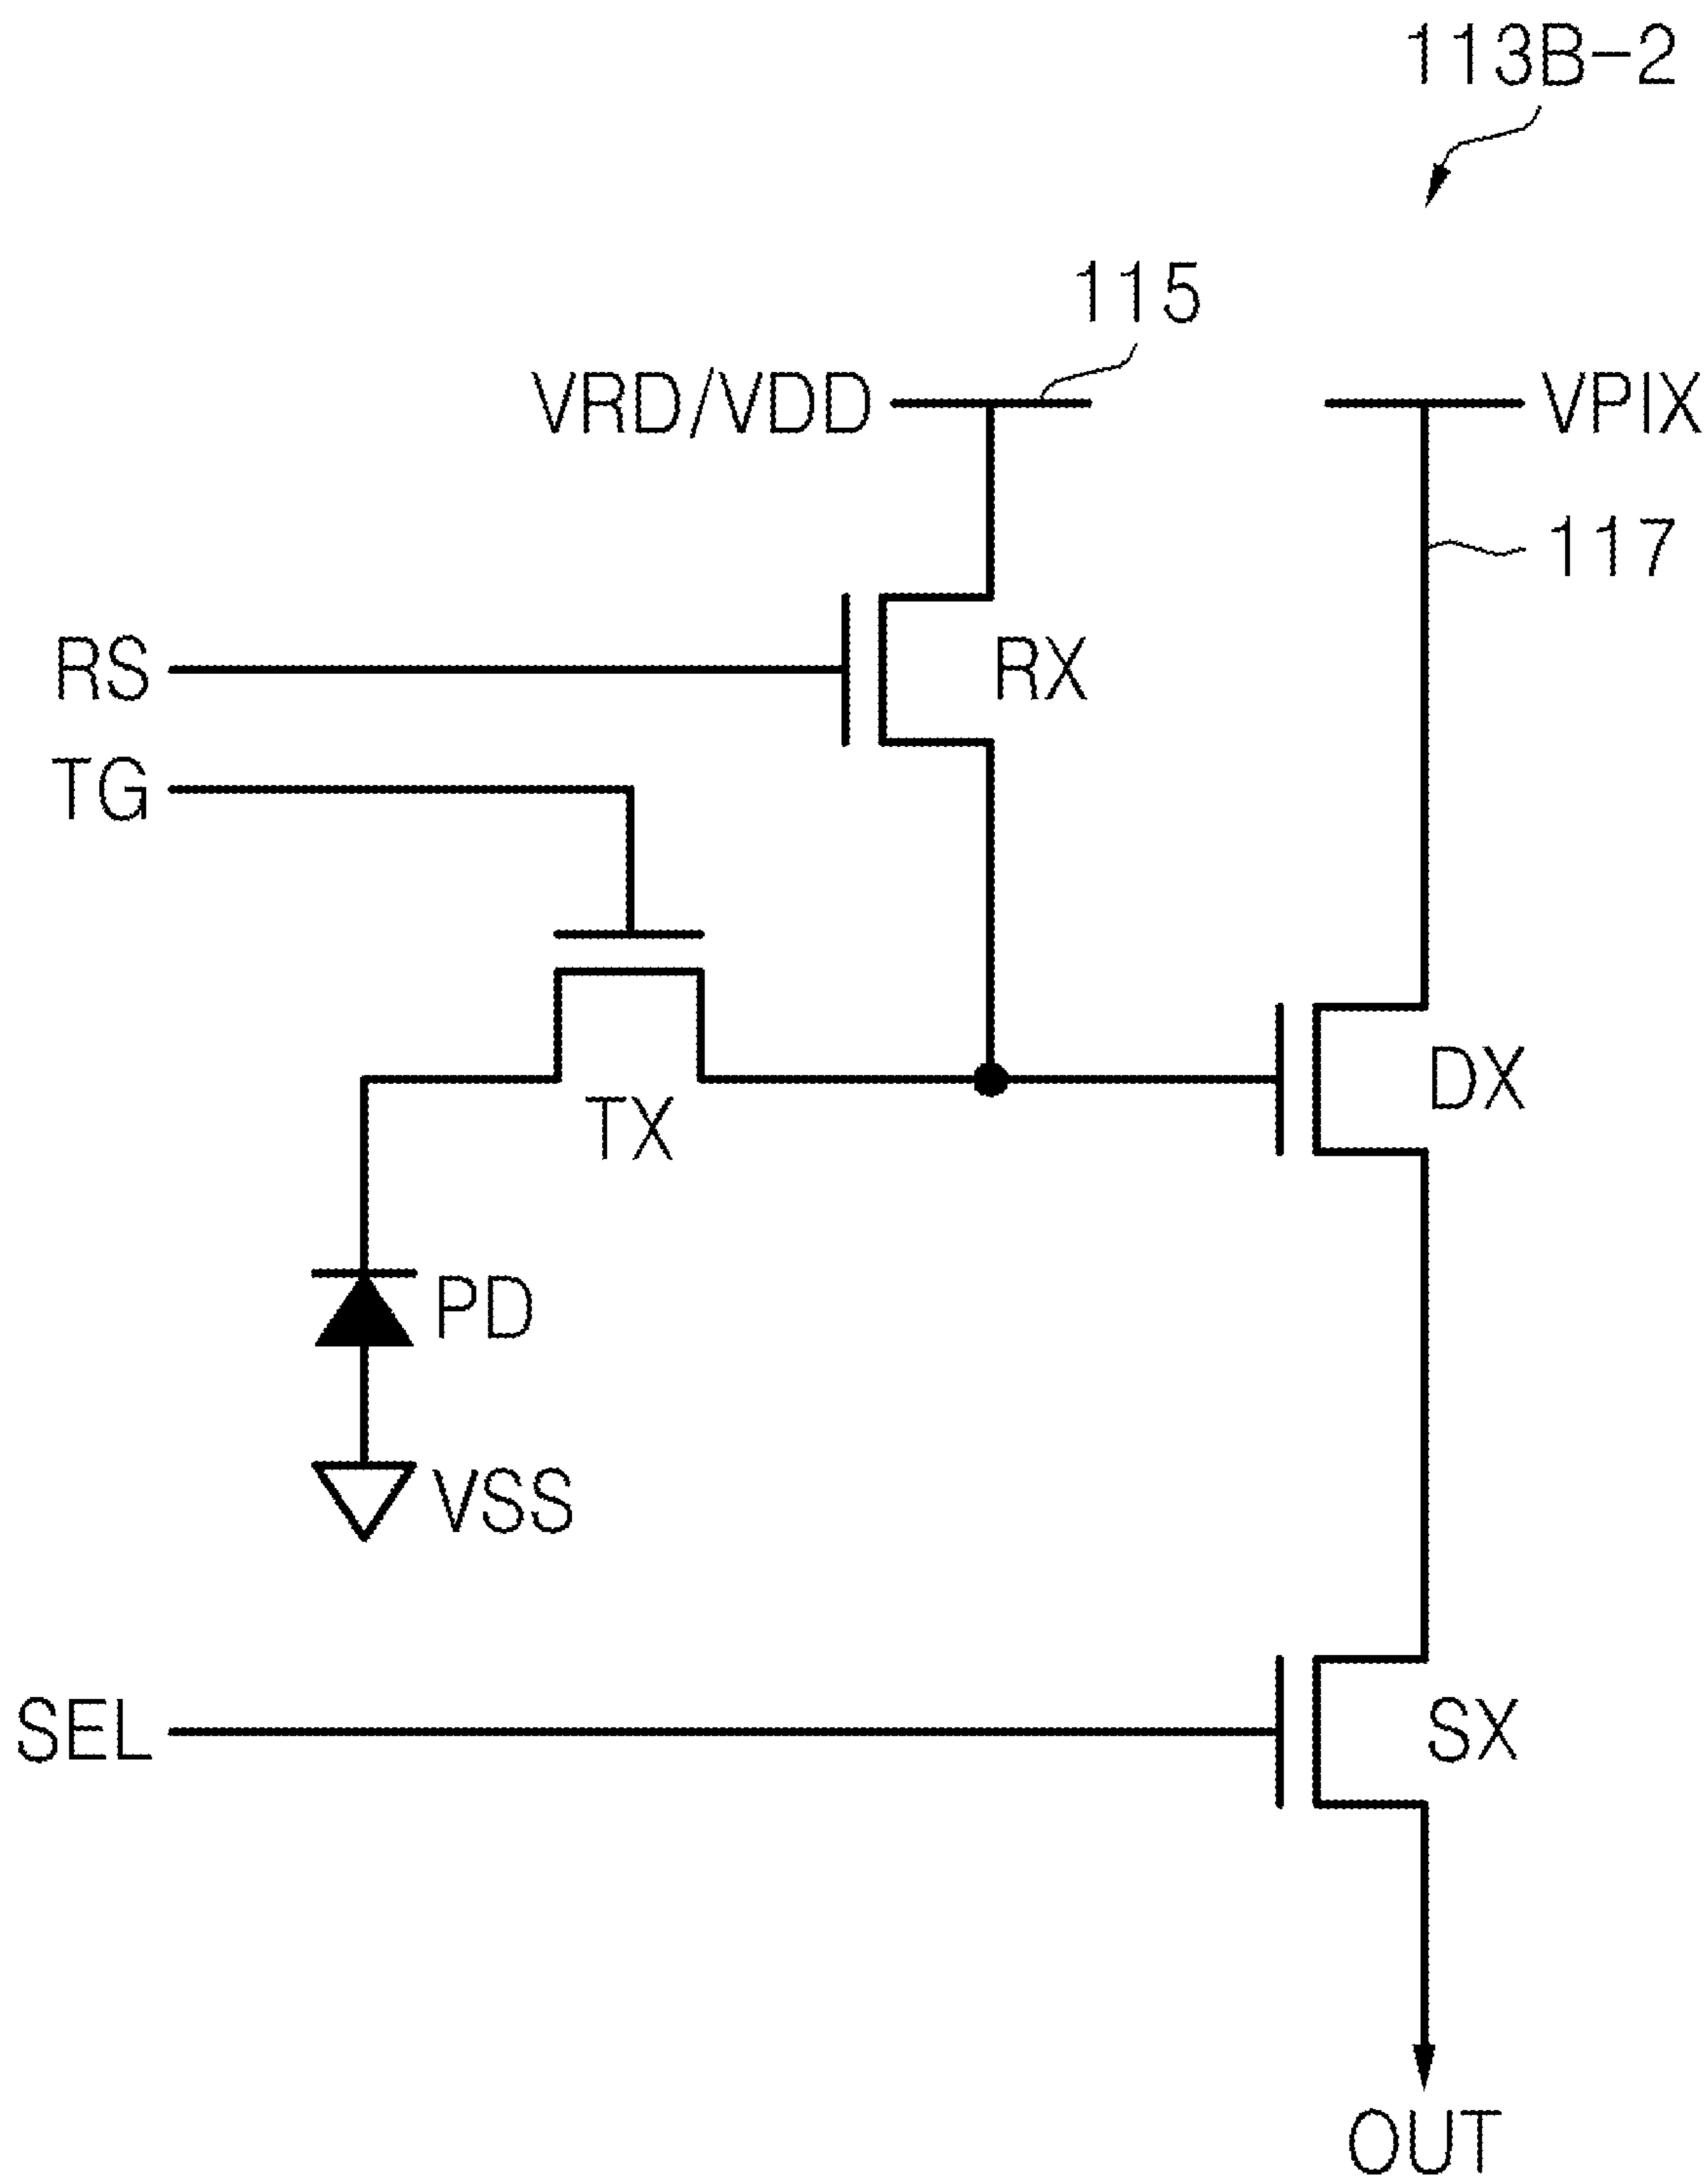 113B-2
115
VRD/VDD
VPIX
117
RS
RX
TG
DX
TX
PD
VSS
SEL
SX
OUT